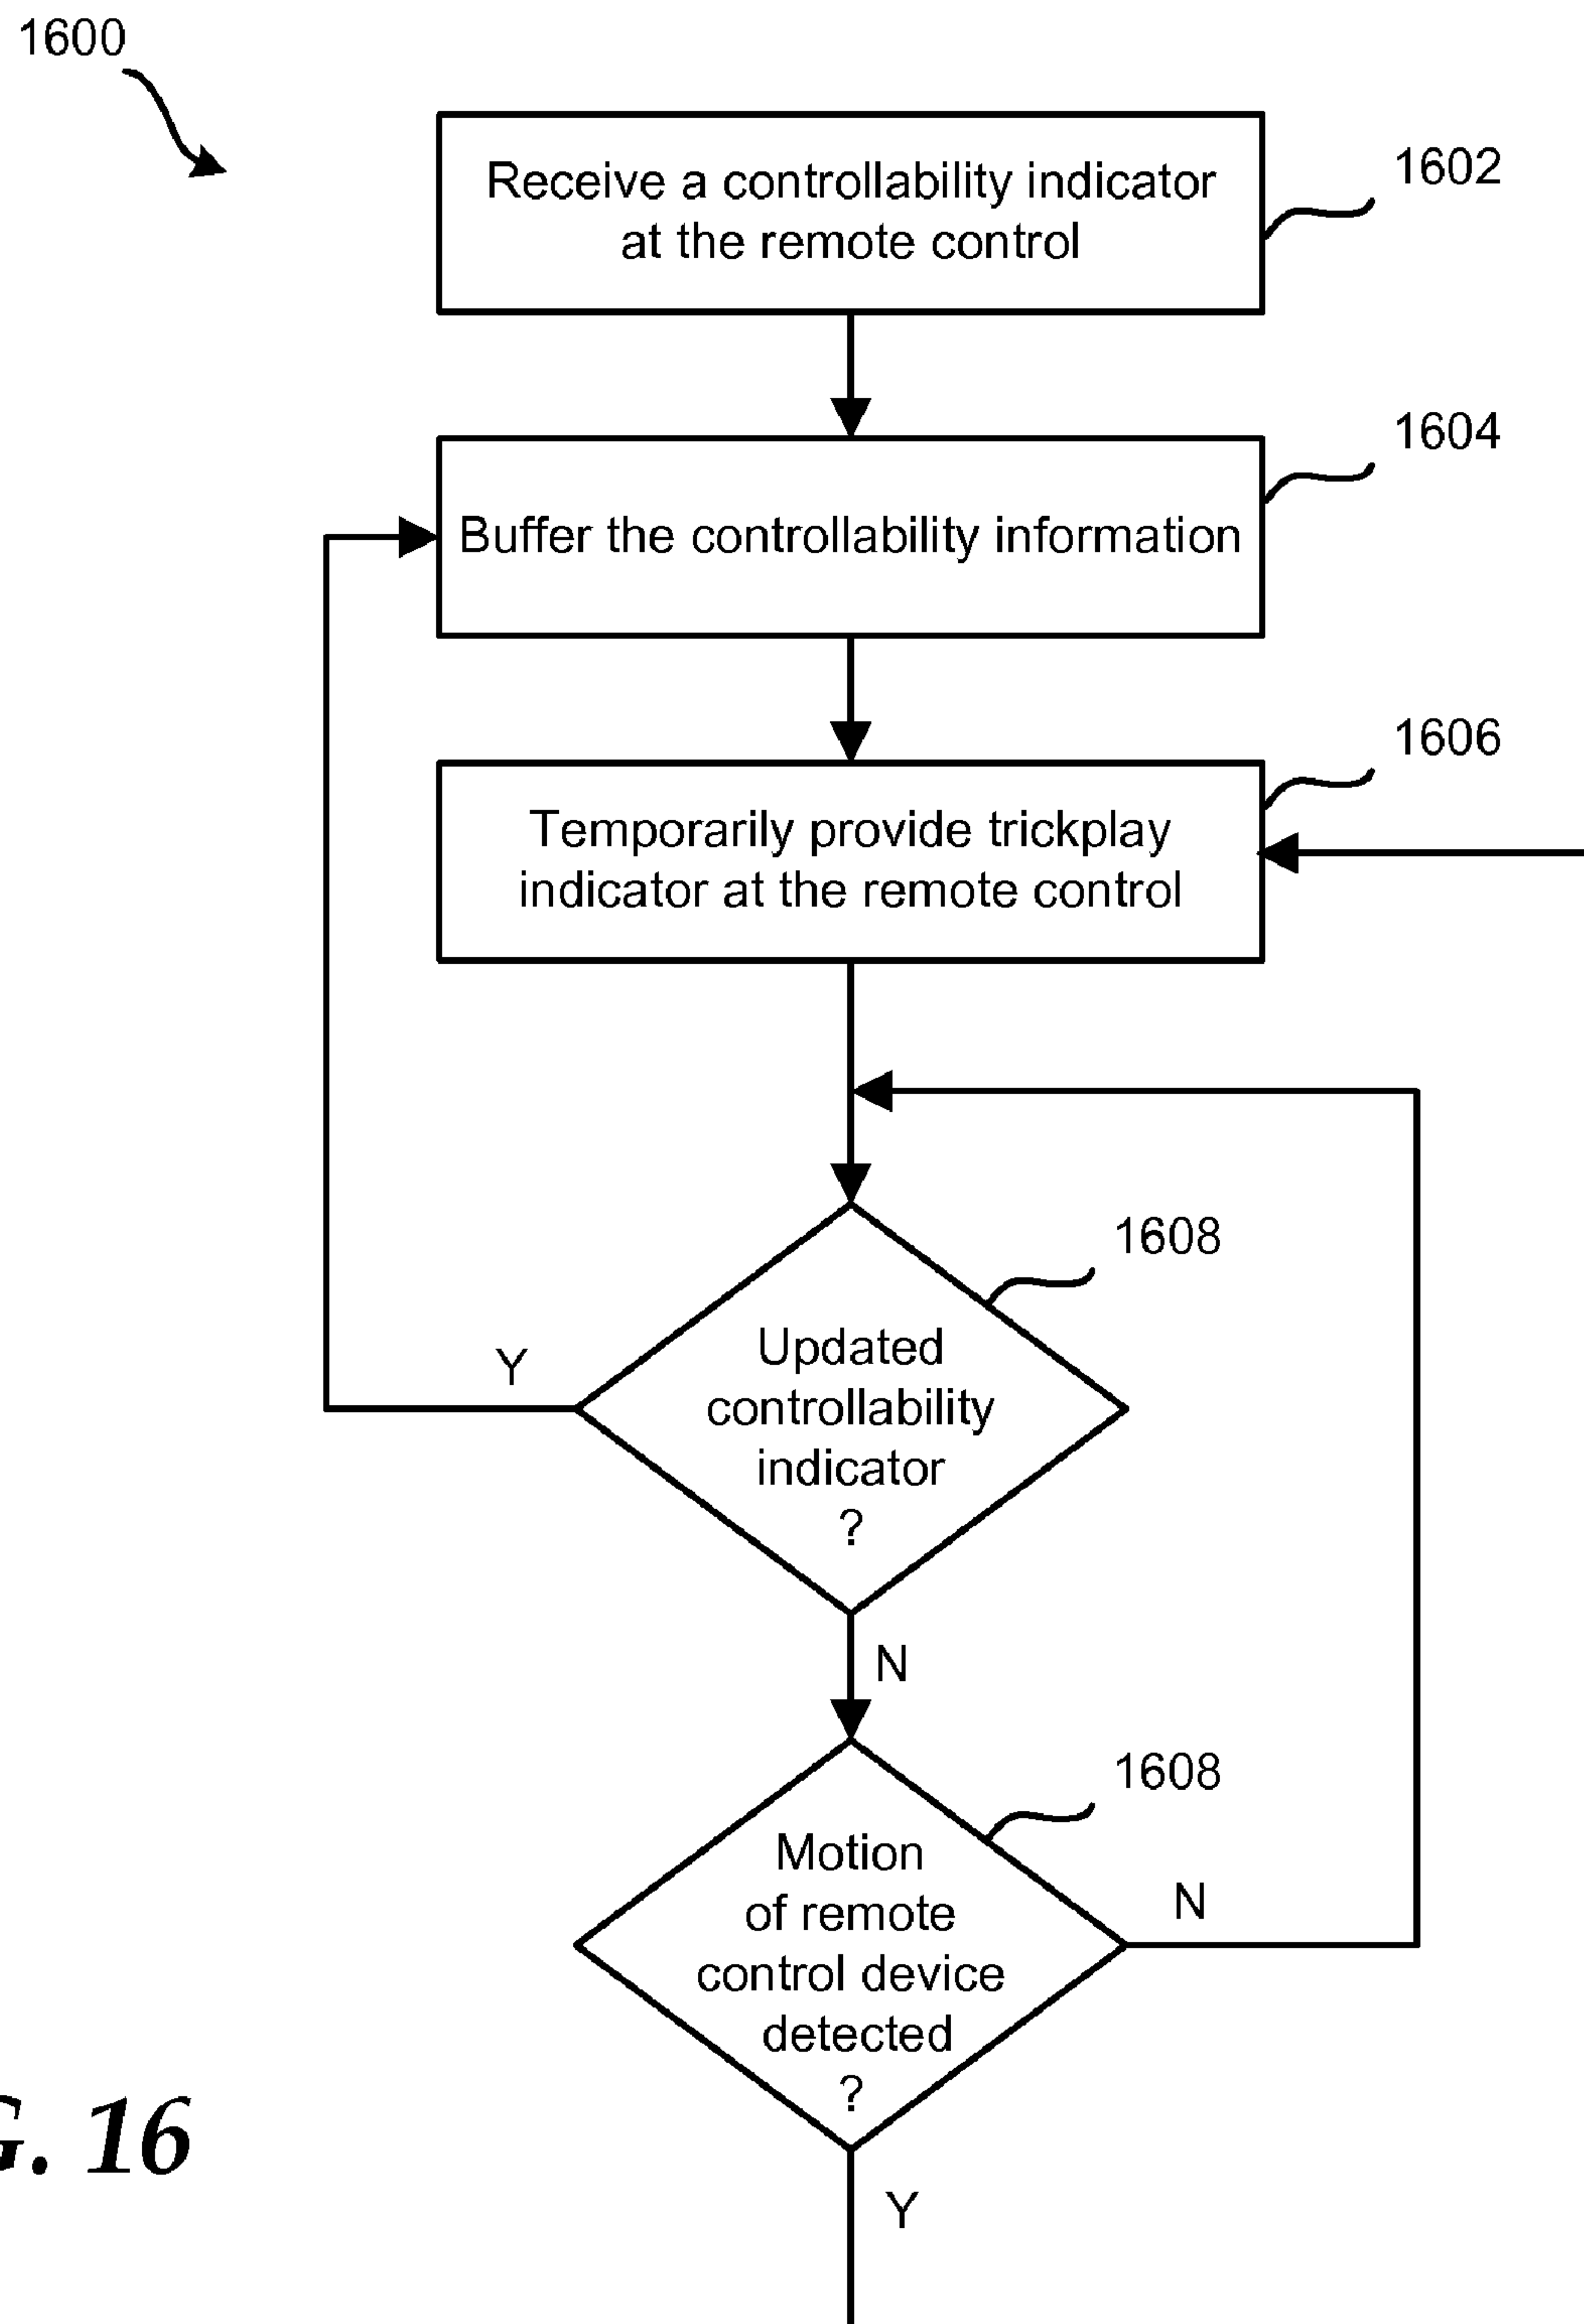 1600
Receive a controllability indicator
at the remote control
1602
Buffer the controllability information
1604
Temporarily provide trickplay
indicator at the remote control
1606
1608
Updated
controllability
indicator
?
Y
N
1608
Motion
of remote
control device
detected
?
N
Y
G. 16